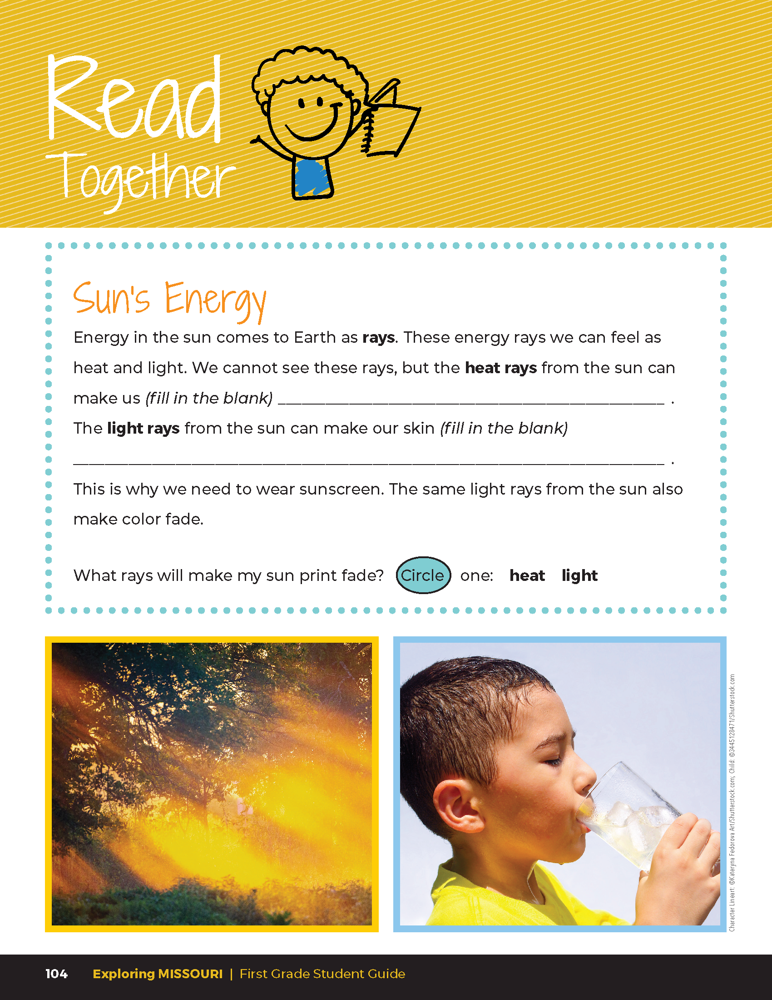 Read
Together
Sun's Energy
Energy in the sun comes to Earth as rays. These energy rays we can feel as
heat and light. We cannot see these rays, but the heat rays from the sun can
make us (fill in the blank) ______________________________________________ .
The light rays from the sun can make our skin (fill in the blank)
______________________________________________________________________ .
This is why we need to wear sunscreen. The same light rays from the sun also
make color fade.
What rays will make my sun print fade? Circle one: heat light
Character Lineart: ©Kateryna Fedorova Art/Shutterstock.com; Child: ©3445128471/Shutterstock.com
104 Exploring MISSOURI | First Grade Student Guide